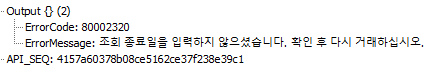 Output {} (2)
ErrorCode: 80002320
ErrorMessage: 조회 종료일을 입력하지 않으셨습니다. 확인 후 다시 거래하십시오.
API_SEQ: 4157a60378b08ce5162ce37f238e39c1